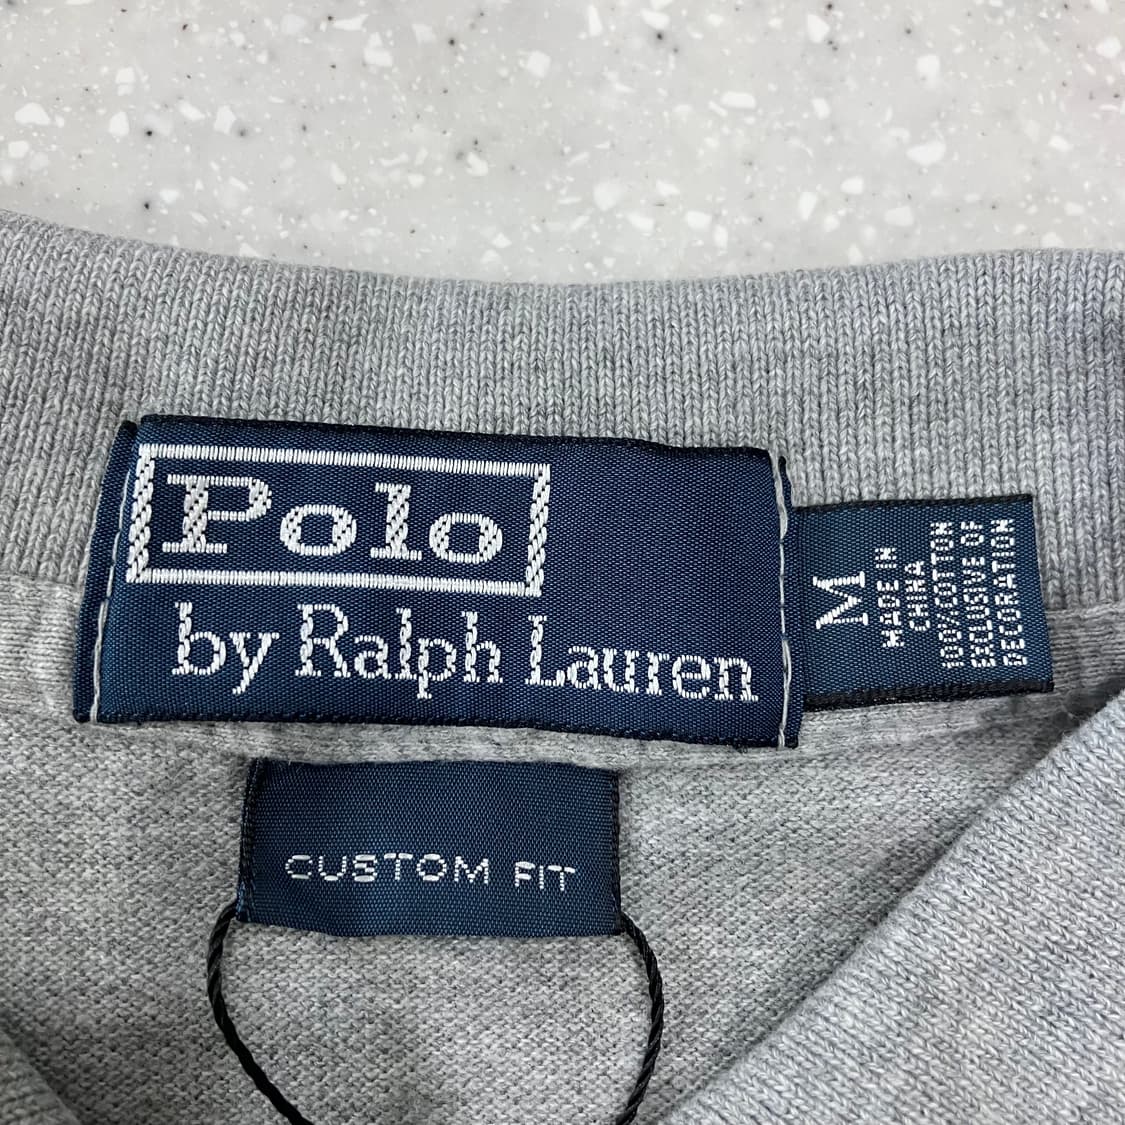 Polo
by Ralph Lauren
M
MADE IN
CHINA
100% COTTON
EXCLUSIVE OF
DECORATION
CUSTOM FIT